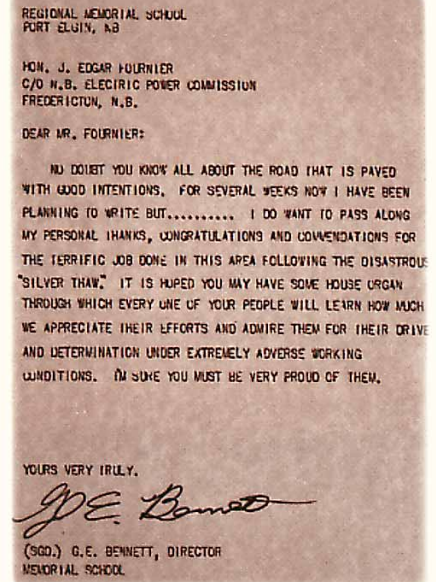 REGIONAL MEMORIAL SCHOOL
PORT ELGIN, NB
HON. J. EDGAR FOURNIER
C/O N.B. ELECTRIC POWER COMMISSION
FREDERICTON, N.B.
DEAR MR. FOURNIER:
NO DOUBT YOU KNOW ALL ABOUT THE ROAD THAT IS PAVED
WITH GOOD INTENTIONS. FOR SEVERAL WEEKS NOW I HAVE BEEN
PLANNING TO WRITE BUT.......... I DO WANT TO PASS ALONG
MY PERSONAL THANKS, CONGRATULATIONS AND COMMENDATIONS FOR
THE TERRIFIC JOB DONE IN THIS AREA FOLLOWING THE DISASTROUS
"SILVER THAW." IT IS HOPED YOU MAY HAVE SOME HOUSE ORGAN
THROUGH WHICH EVERY ONE OF YOUR PEOPLE WILL LEARN HOW MUCH
WE APPRECIATE THEIR EFFORTS AND ADMIRE THEM FOR THEIR DRIVE
AND DETERMINATION UNDER EXTREMELY ADVERSE WORKING
CONDITIONS. I'M SURE YOU MUST BE VERY PROUD OF THEM.
YOURS VERY TRULY.
G. E. Bennett
(SGD.) G.E. BENNETT, DIRECTOR
MEMORIAL SCHOOL